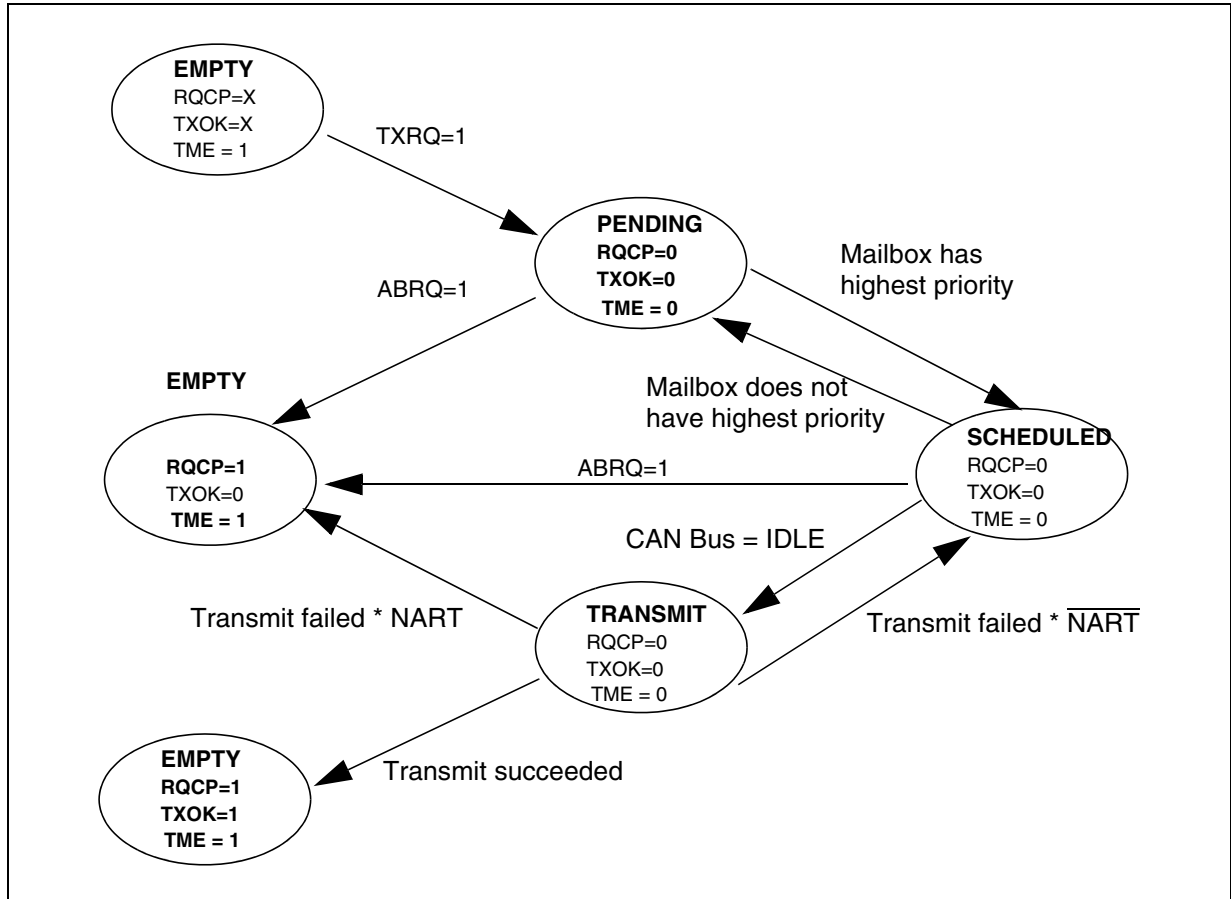 EMPTY
RQCP=X
TXOK=X
TME = 1
TXRQ=1
PENDING
RQCP=0
TXOK=0
TME = 0
Mailbox has
highest priority
ABRQ=1
EMPTY
Mailbox does not
have highest priority
RQCP=1
TXOK=0
TME = 1
ABRQ=1
SCHEDULED
RQCP=0
TXOK=0
TME = 0
CAN Bus = IDLE
Transmit failed * NART
TRANSMIT
RQCP=0
TXOK=0
TME = 0
Transmit failed * N̅A̅R̅T̅
EMPTY
RQCP=1
TXOK=1
TME = 1
Transmit succeeded